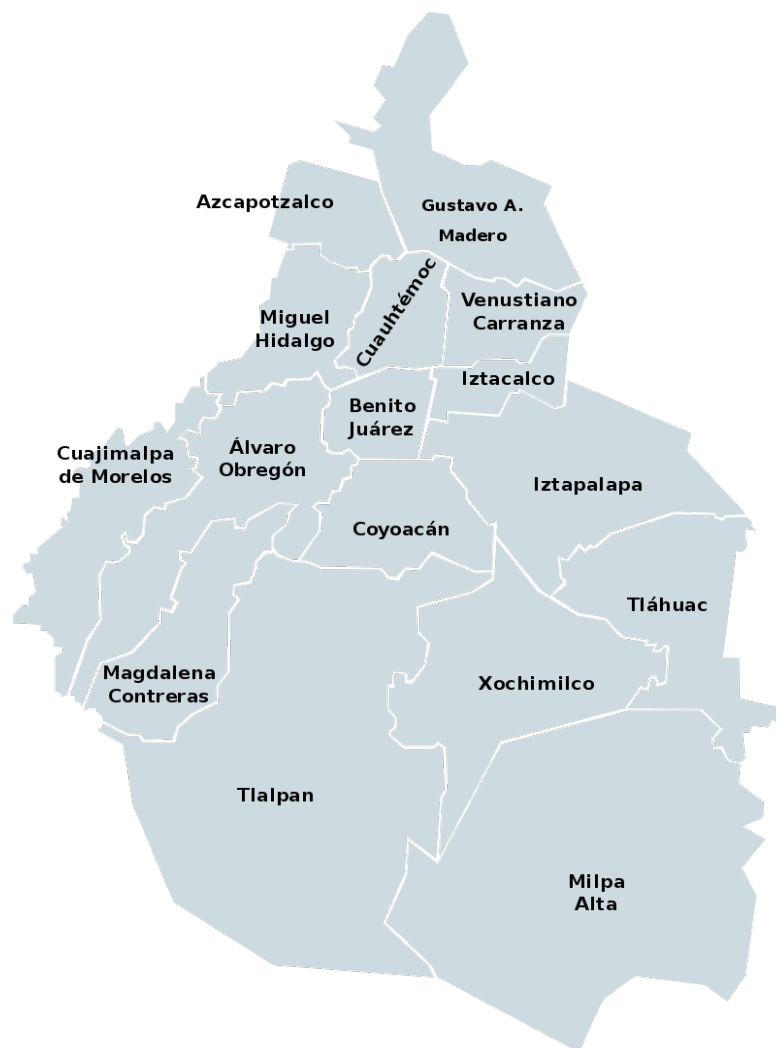 Azcapotzalco
Gustavo A.
Madero
Cuauhtémoc
Venustiano
Carranza
Miguel
Hidalgo
Iztacalco
Benito
Juárez
Cuajimalpa
de Morelos
Álvaro
Obregón
Iztapalapa
Coyoacán
Tláhuac
Magdalena
Contreras
Xochimilco
Tlalpan
Milpa
Alta